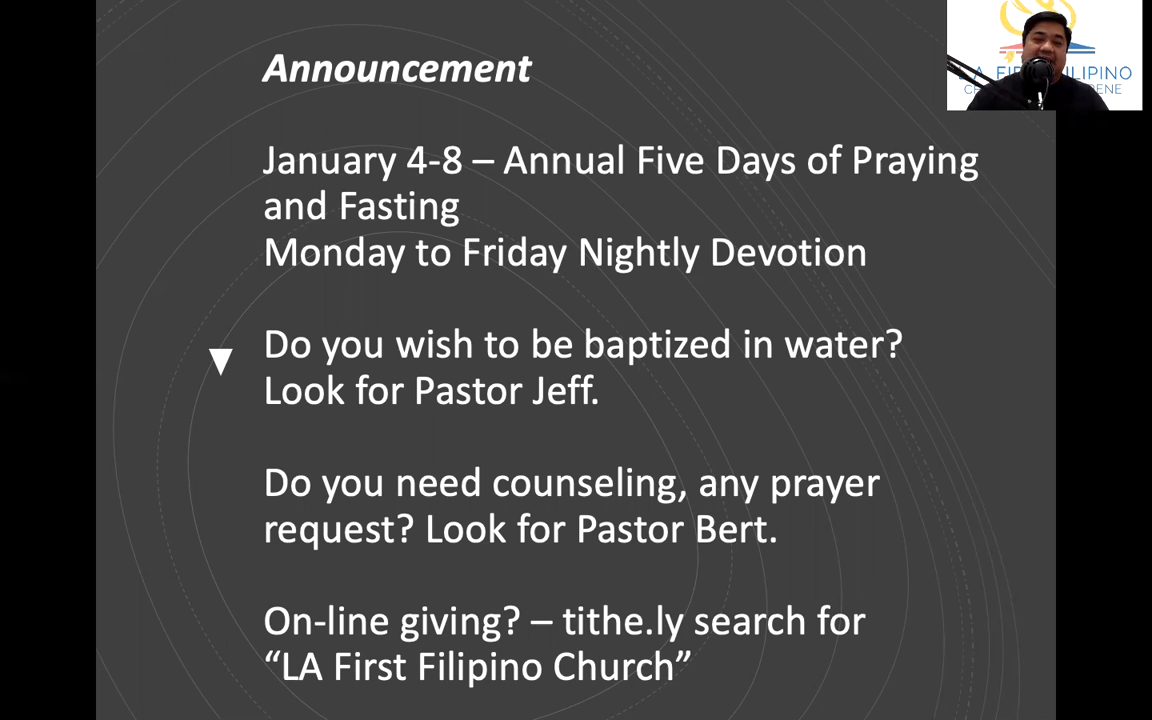 Announcement
January 4-8 – Annual Five Days of Praying
and Fasting
Monday to Friday Nightly Devotion
Do you wish to be baptized in water?
Look for Pastor Jeff.
Do you need counseling, any prayer
request? Look for Pastor Bert.
On-line giving? – tithe.ly search for
“LA First Filipino Church”